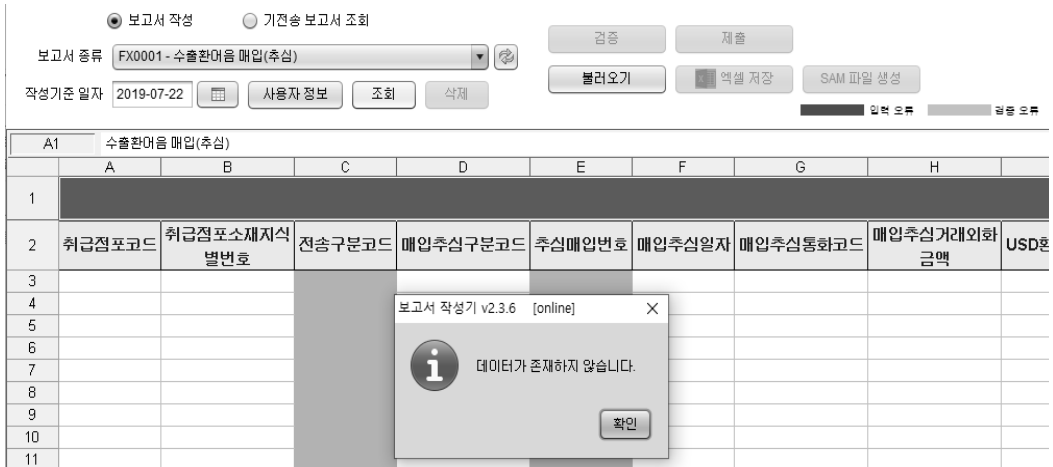 보고서 작성 기전송 보고서 조회
보고서 종류 FX0001 - 수출환어음 매입(추심) 검증 제출
작성기준 일자 2019-07-22 사용자 정보 조회 삭제 불러오기 엑셀 저장 SAM 파일 생성
입력 오류 검증 오류
A1 수출환어음 매입(추심)
A B C D E F G H
1
2 취급점포코드 취급점포소재지식별번호 전송구분코드 매입추심구분코드 추심매입번호 매입추심일자 매입추심통화코드 매입추심거래외화금액
3
4
5
6
7
8
9
10
11
보고서 작성기 v2.3.6 [online]
데이터가 존재하지 않습니다.
확인